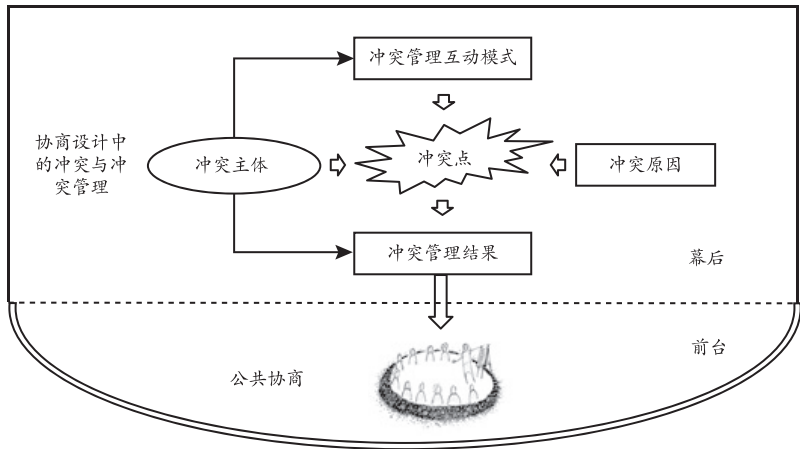 冲突管理互动模式
协商设计中
的冲突与冲
突管理
冲突主体
冲突点
冲突原因
冲突管理结果
幕后
前台
公共协商